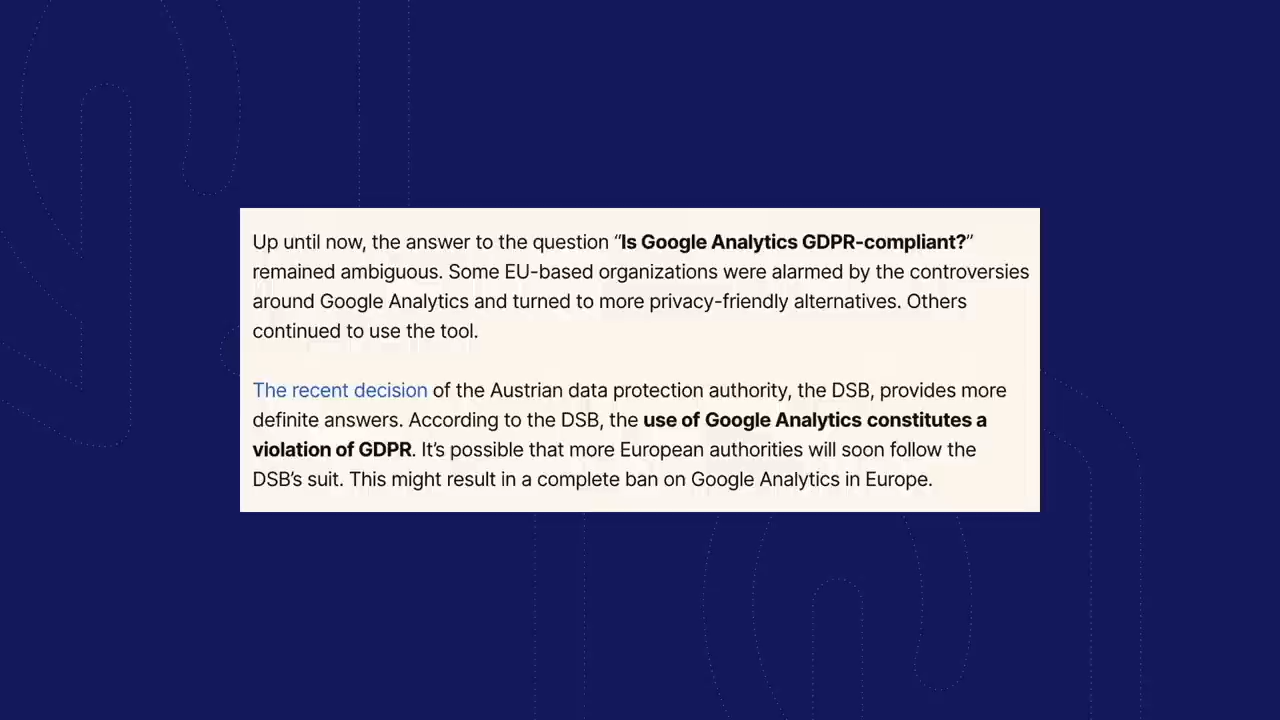 Up until now, the answer to the question “Is Google Analytics GDPR-compliant?”
remained ambiguous. Some EU-based organizations were alarmed by the controversies
around Google Analytics and turned to more privacy-friendly alternatives. Others
continued to use the tool.
The recent decision of the Austrian data protection authority, the DSB, provides more
definite answers. According to the DSB, the use of Google Analytics constitutes a
violation of GDPR. It’s possible that more European authorities will soon follow the
DSB’s suit. This might result in a complete ban on Google Analytics in Europe.